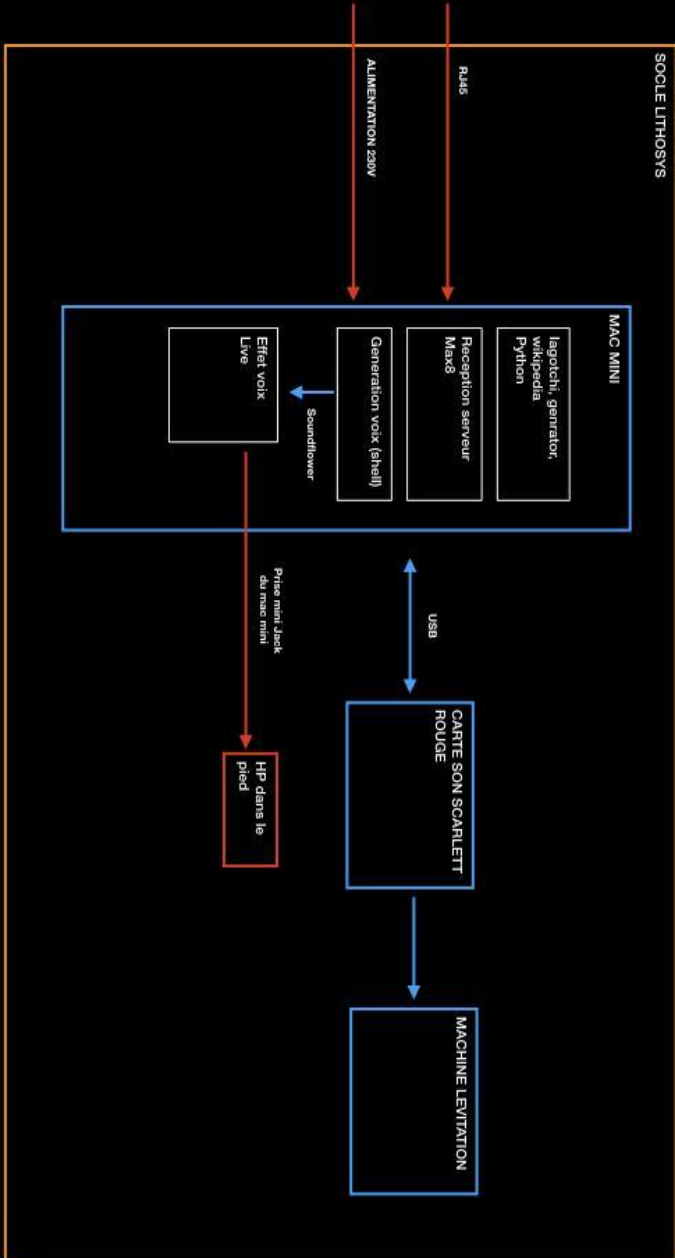 SOCLE LITHOSYS
RJ45
ALIMENTATION 230V
MAC MINI
Iagotchi, genrator,
wikipedia
Python
Reception serveur
Max8
Generation voix (shell)
Soundflower
Effet voix
Live
USB
Prise mini Jack
du mac mini
CARTE SON SCARLETT
ROUGE
HP dans le
pied
MACHINE LEVITATION